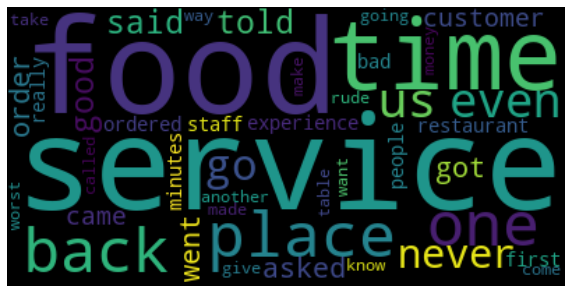 take
said
way
told
going
customer
food
time
money
make
bad
order
really
good
us
even
rude
ordered
staff
experience
restaurant
service
called
minutes
go
people
want
got
worst
came
another
table
one
back
went
place
made
never
first
give
asked
know
come